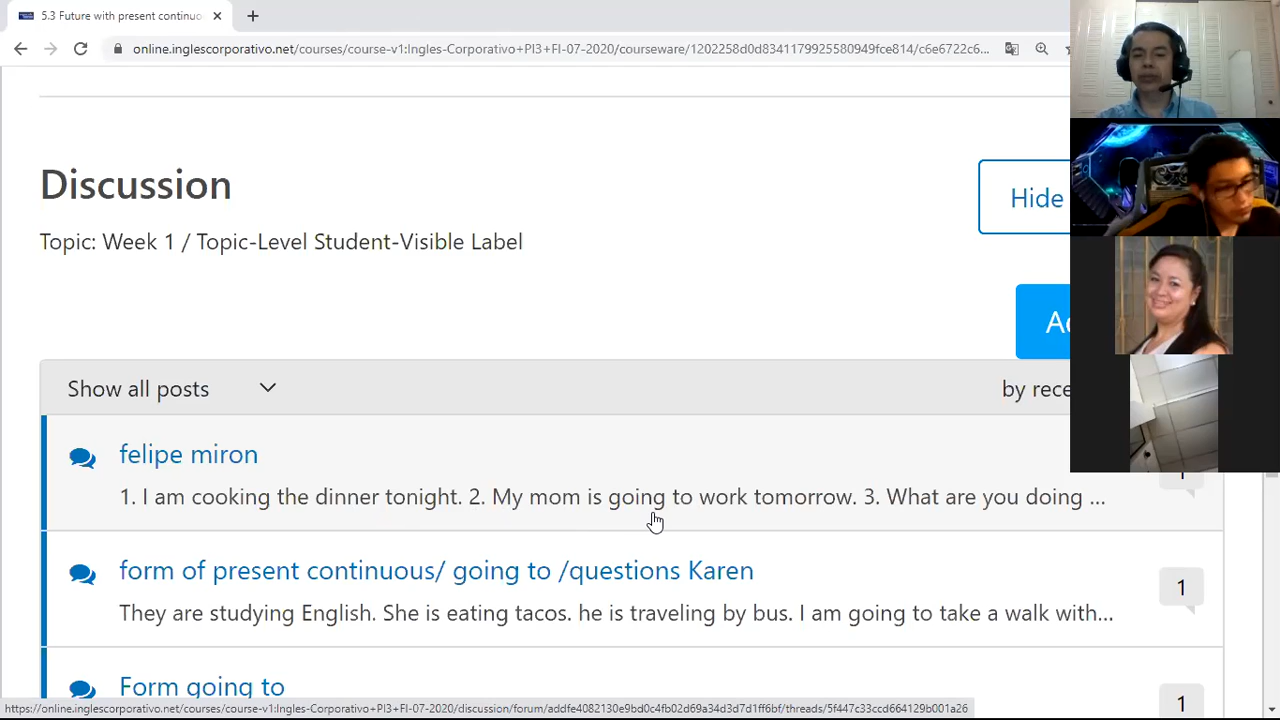 5.3 Future with present continuo
online.inglescorporativo.net/courses/course-v1:Ingles-Corporativo+PI3+FI-07-2020/courseware/1202258d0d8341179925580949fce814/c6e6722c6...
Discussion
Hide
Topic: Week 1 / Topic-Level Student-Visible Label
Show all posts
by rece
felipe miron
1. I am cooking the dinner tonight. 2. My mom is going to work tomorrow. 3. What are you doing ...
form of present continuous/ going to /questions Karen
1
They are studying English. She is eating tacos. he is traveling by bus. I am going to take a walk with...
Form going to
1
https://online.inglescorporativo.net/courses/course-v1:Ingles-Corporativo+PI3+FI-07-2020/discussion/forum/addfe4082130e9bd0c4fb02d69a34d3d7d1ff6bf/threads/5f447c33ccd664129b001a26